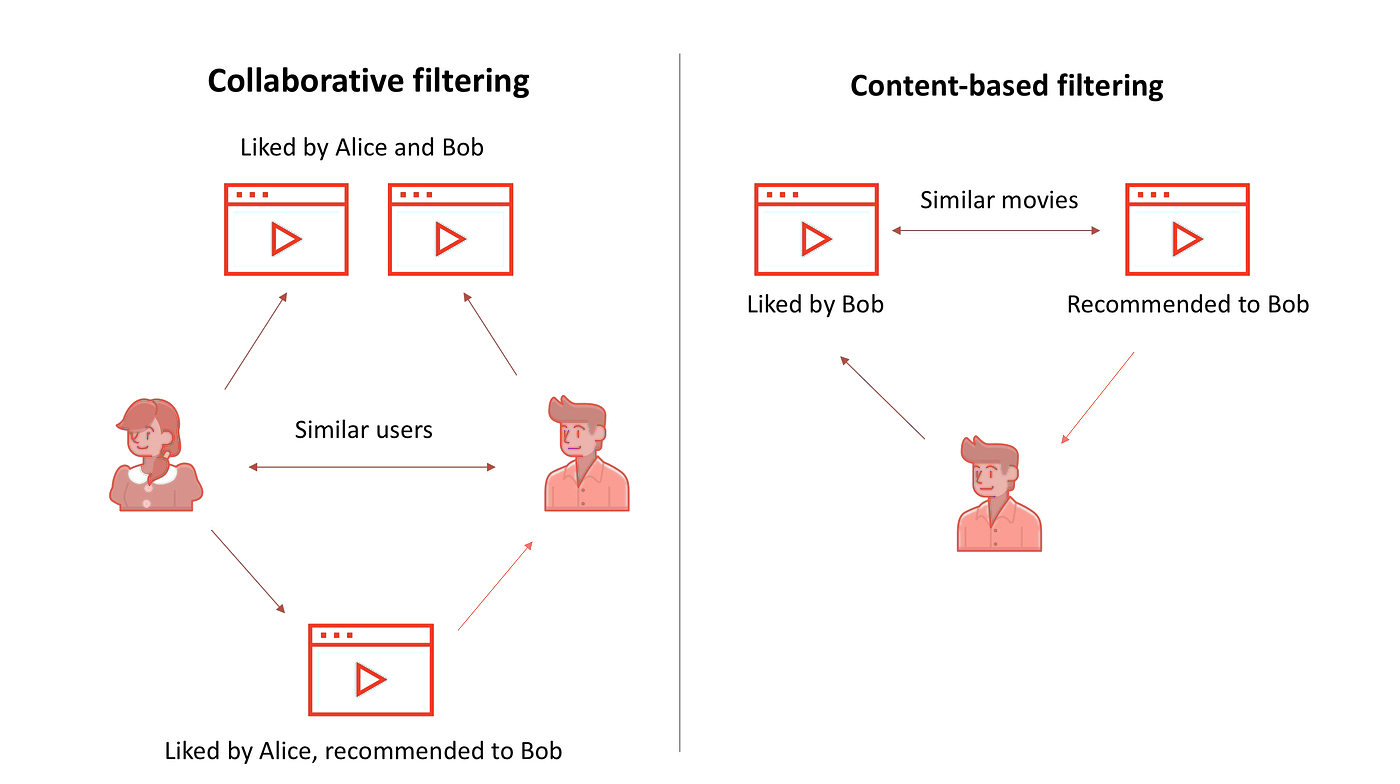 Collaborative filtering
Liked by Alice and Bob
Similar users
Liked by Alice, recommended to Bob
Content-based filtering
Similar movies
Liked by Bob
Recommended to Bob